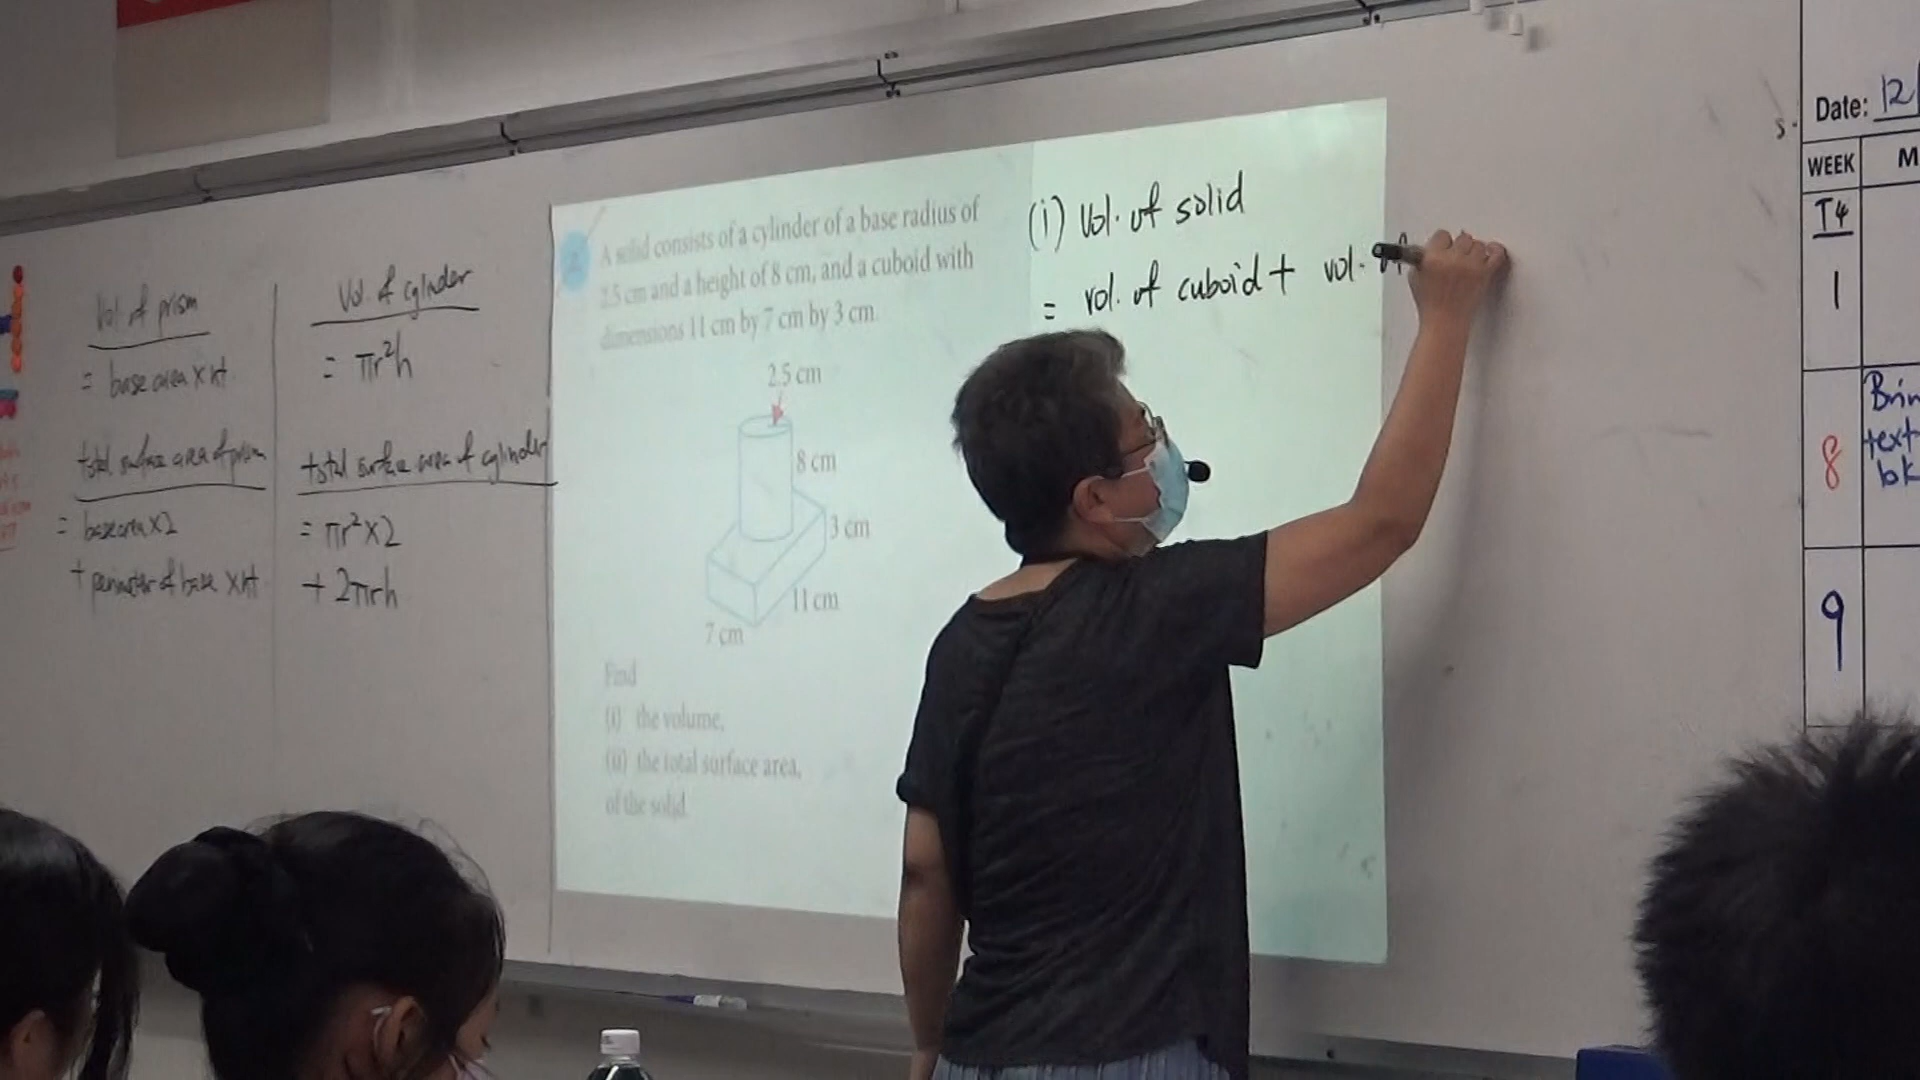 Vol of prism
= base area x ht
total surface area of prism
= base area x 2
+ perimeter of base x ht
Vol. of cylinder
= πr²h
total surface area of cylinder
= πr² x 2
+ 2πrh
A solid consists of a cylinder of a base radius of
2.5 cm and a height of 8 cm, and a cuboid with
dimensions 11 cm by 7 cm by 3 cm.
2.5 cm
8 cm
3 cm
11 cm
7 cm
Find
(i) the volume,
(ii) the total surface area,
of the solid.
(i) Vol. of solid
= vol. of cuboid + vol. of
Date: 12/
WEEK M
T4
1
8
Brin
text
bk
9